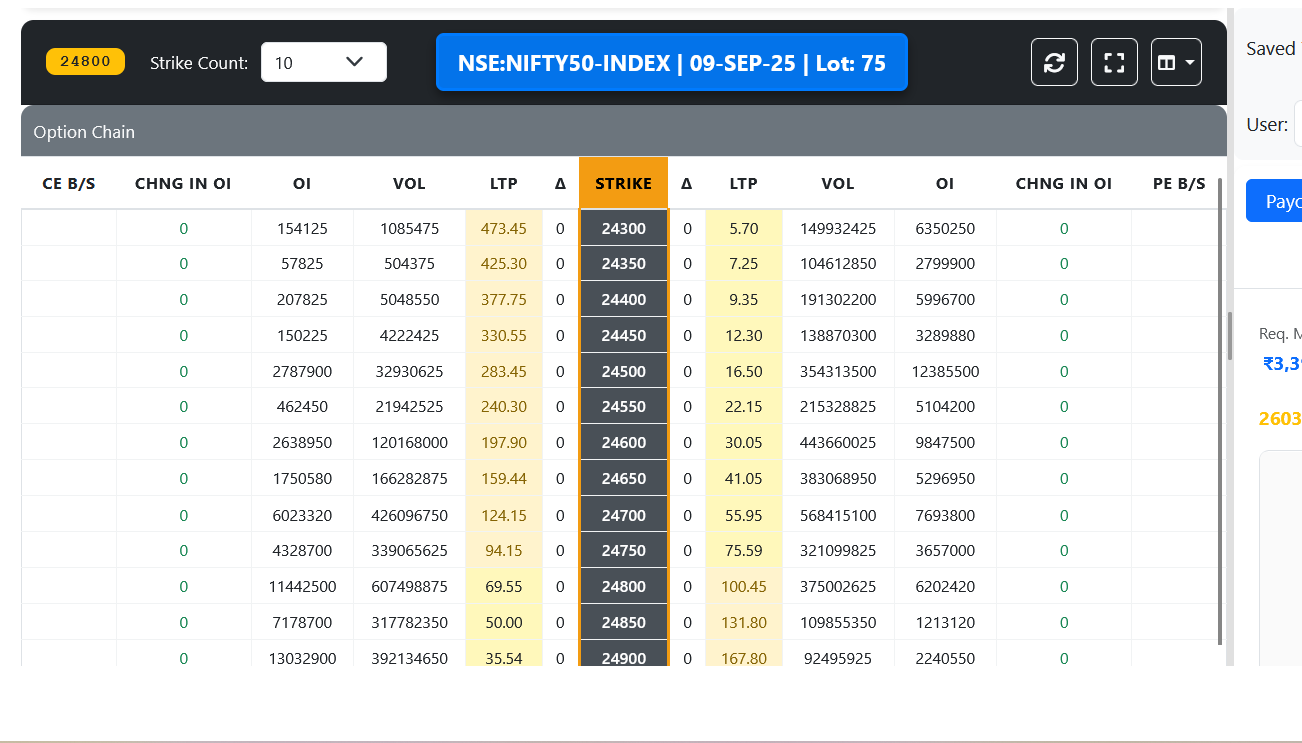 24800 Strike Count: 10 NSE:NIFTY50-INDEX | 09-SEP-25 | Lot: 75
Option Chain
CE B/S CHNG IN OI OI VOL LTP Δ STRIKE Δ LTP VOL OI CHNG IN OI PE B/S
0 154125 1085475 473.45 0 24300 0 5.70 149932425 6350250 0
0 57825 504375 425.30 0 24350 0 7.25 104612850 2799900 0
0 207825 5048550 377.75 0 24400 0 9.35 191302200 5996700 0
0 150225 4222425 330.55 0 24450 0 12.30 138870300 3289880 0
0 2787900 32930625 283.45 0 24500 0 16.50 354313500 12385500 0
0 462450 21942525 240.30 0 24550 0 22.15 215328825 5104200 0
0 2638950 120168000 197.90 0 24600 0 30.05 443660025 9847500 0
0 1750580 166282875 159.44 0 24650 0 41.05 383068950 5296950 0
0 6023320 426096750 124.15 0 24700 0 55.95 568415100 7693800 0
0 4328700 339065625 94.15 0 24750 0 75.59 321099825 3657000 0
0 11442500 607498875 69.55 0 24800 0 100.45 375002625 6202420 0
0 7178700 317782350 50.00 0 24850 0 131.80 109855350 1213120 0
0 13032900 392134650 35.54 0 24900 0 167.80 92495925 2240550 0
Saved
User:
Req.
2603